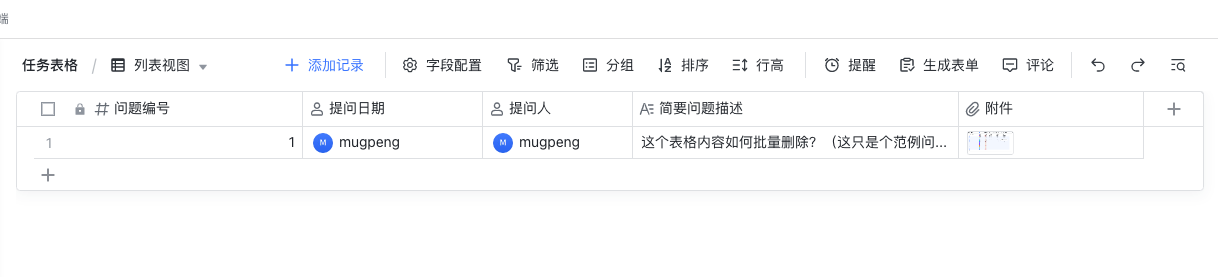 端
任务表格 / 列表视图 添加记录 字段配置 筛选 分组 排序 行高 提醒 生成表单 评论
问题编号 提问日期 提问人 简要问题描述 附件
1 1 M mugpeng M mugpeng 这个表格内容如何批量删除？（这只是个范例问...